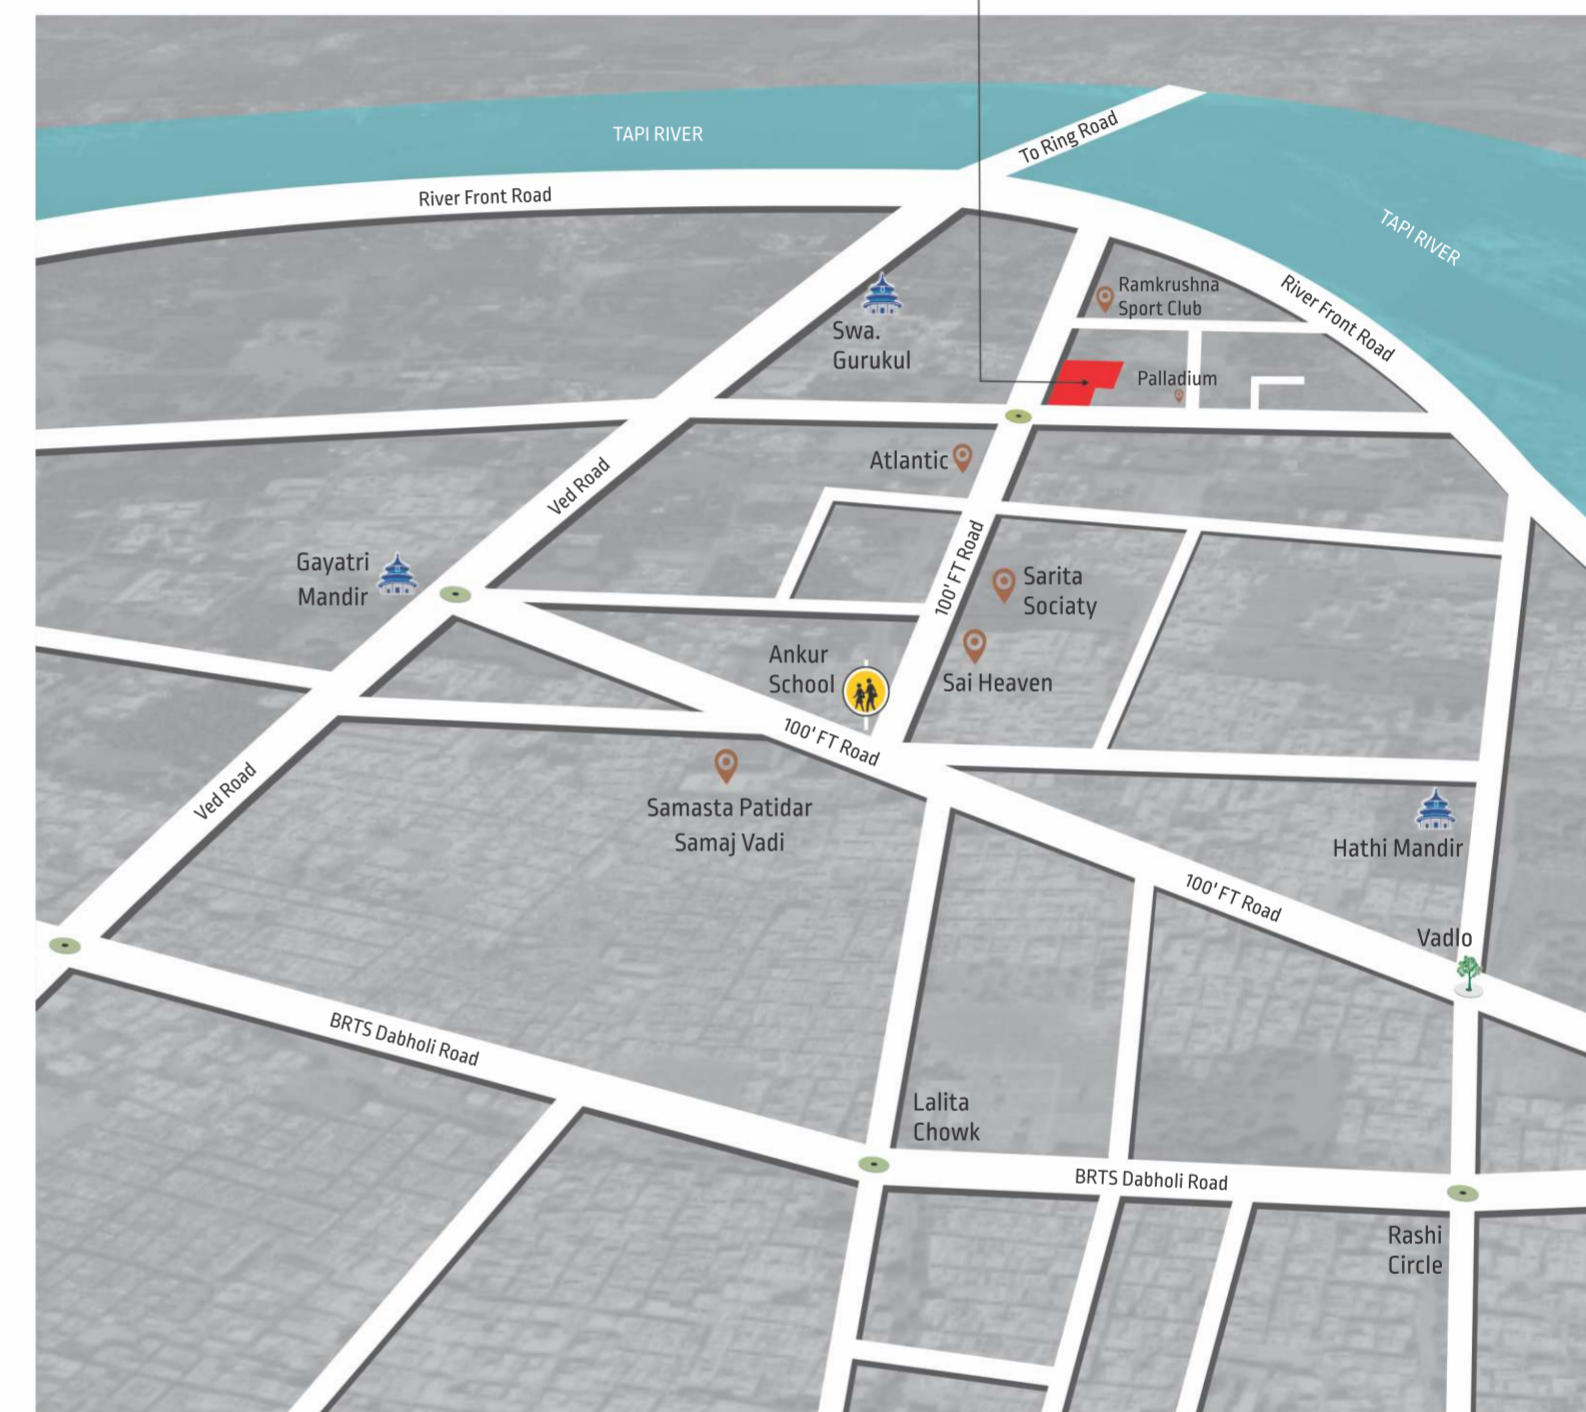 To Ring Road
TAPI RIVER
River Front Road
TAPI RIVER
Ramkrushna
Sport Club
River Front Road
Swa.
Gurukul
Palladium
Atlantic
Ved Road
100' FT Road
Gayatri
Mandir
Sarita
Sociaty
Ankur
School
Sai Heaven
100' FT Road
Ved Road
Samasta Patidar
Samaj Vadi
Hathi Mandir
100' FT Road
Vadlo
BRTS Dabholi Road
Lalita
Chowk
BRTS Dabholi Road
Rashi
Circle